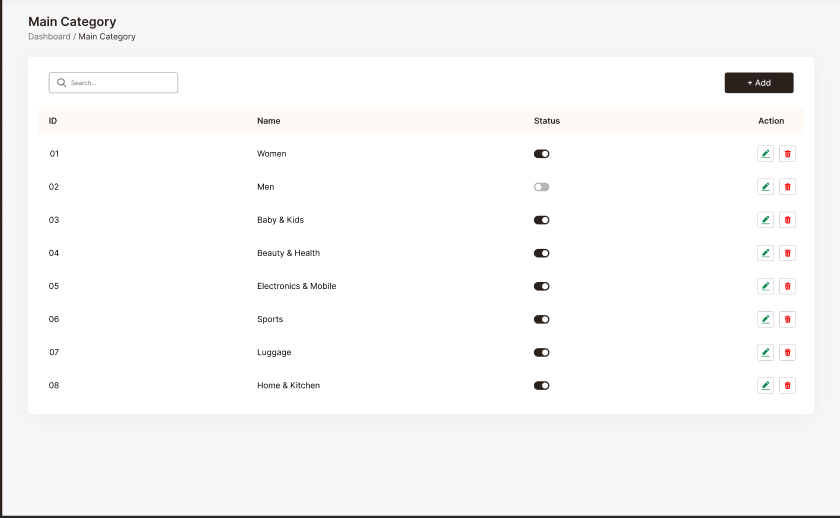 Main Category
Dashboard / Main Category
Search...
+ Add
ID Name Status Action
01 Women
02 Men
03 Baby & Kids
04 Beauty & Health
05 Electronics & Mobile
06 Sports
07 Luggage
08 Home & Kitchen